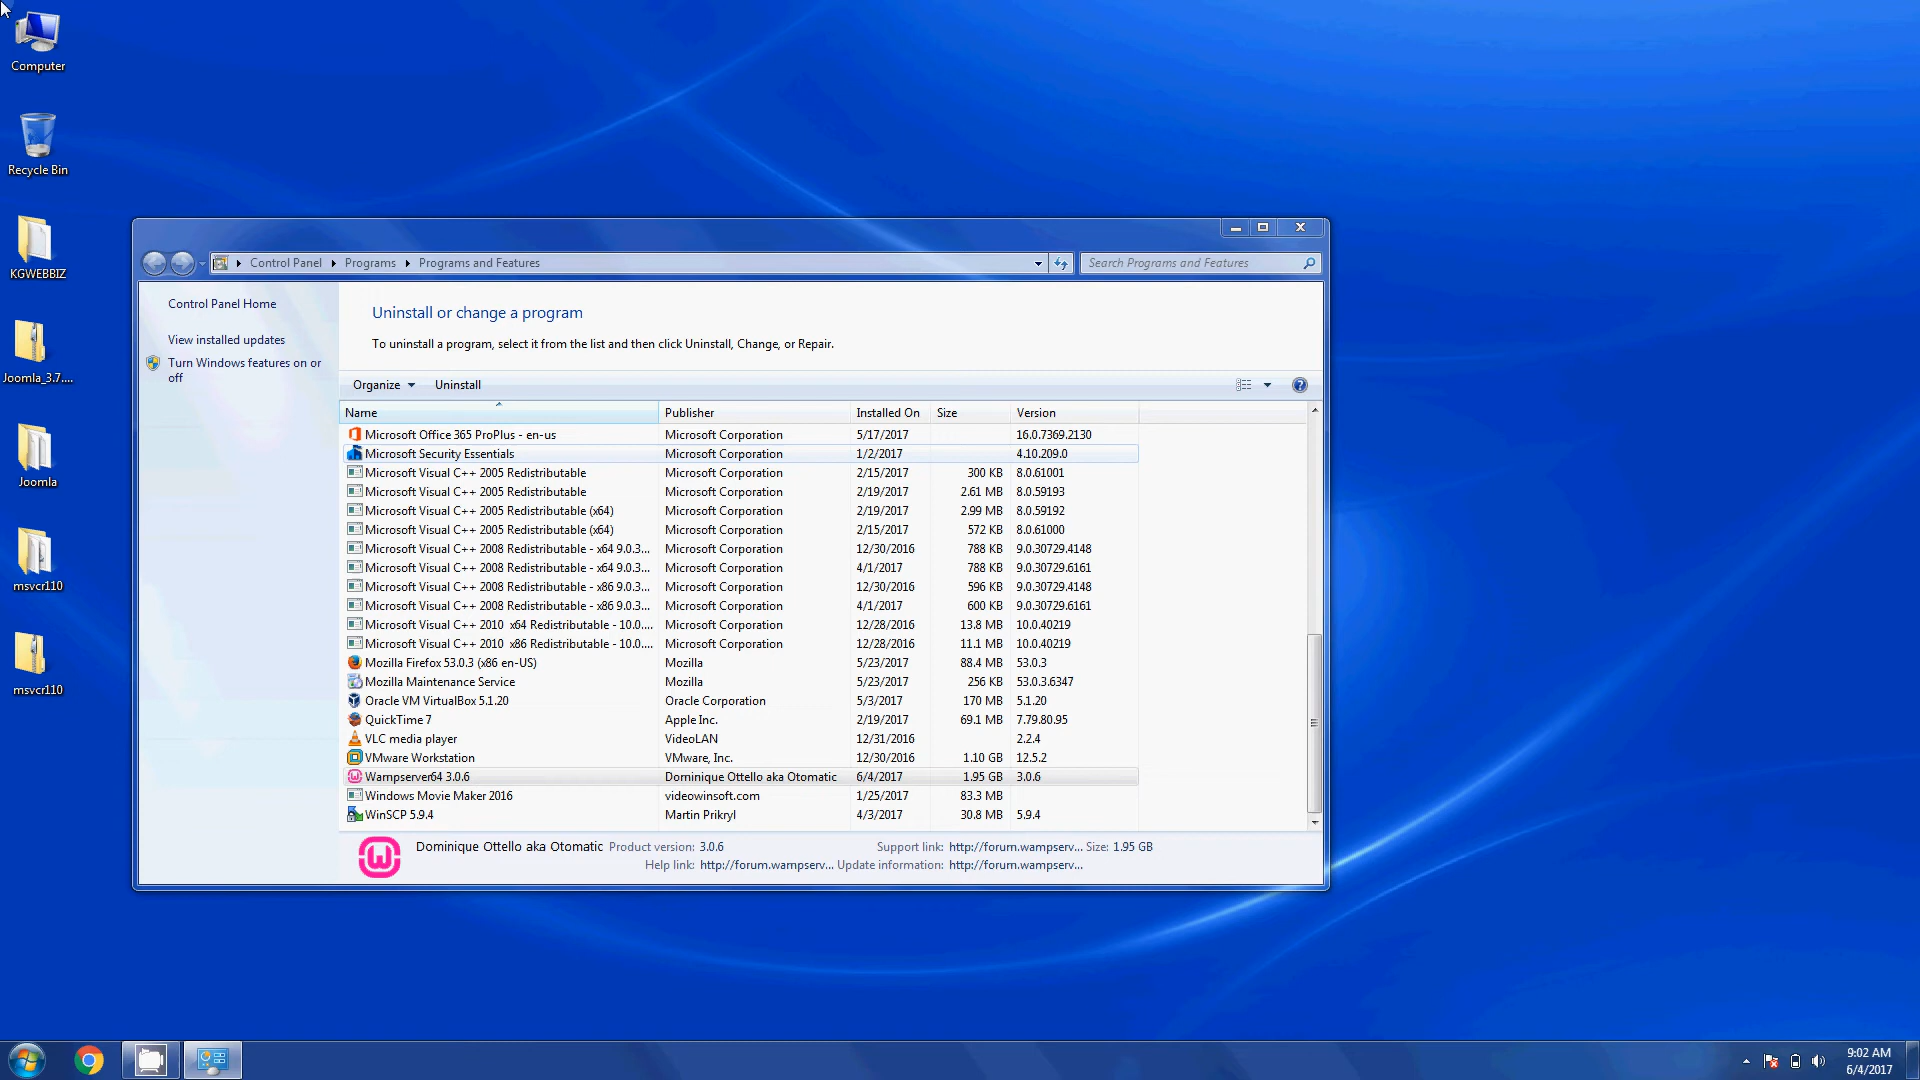 Computer
Recycle Bin
KGWEBBIZ
Joomla_3.7....
Joomla
msvcr110
msvcr110
Control Panel Programs Programs and Features
Search Programs and Features
Control Panel Home
View installed updates
Turn Windows features on or
off
Uninstall or change a program
To uninstall a program, select it from the list and then click Uninstall, Change, or Repair.
Organize Uninstall
Name Publisher Installed On Size Version
Microsoft Office 365 ProPlus - en-us Microsoft Corporation 5/17/2017 16.0.7369.2130
Microsoft Security Essentials Microsoft Corporation 1/2/2017 4.10.209.0
Microsoft Visual C++ 2005 Redistributable Microsoft Corporation 2/15/2017 300 KB 8.0.61001
Microsoft Visual C++ 2005 Redistributable Microsoft Corporation 2/19/2017 2.61 MB 8.0.59193
Microsoft Visual C++ 2005 Redistributable (x64) Microsoft Corporation 2/19/2017 2.99 MB 8.0.59192
Microsoft Visual C++ 2005 Redistributable (x64) Microsoft Corporation 2/15/2017 572 KB 8.0.61000
Microsoft Visual C++ 2008 Redistributable - x64 9.0.3... Microsoft Corporation 12/30/2016 788 KB 9.0.30729.4148
Microsoft Visual C++ 2008 Redistributable - x64 9.0.3... Microsoft Corporation 4/1/2017 788 KB 9.0.30729.6161
Microsoft Visual C++ 2008 Redistributable - x86 9.0.3... Microsoft Corporation 12/30/2016 596 KB 9.0.30729.4148
Microsoft Visual C++ 2008 Redistributable - x86 9.0.3... Microsoft Corporation 4/1/2017 600 KB 9.0.30729.6161
Microsoft Visual C++ 2010 x64 Redistributable - 10.0.... Microsoft Corporation 12/28/2016 13.8 MB 10.0.40219
Microsoft Visual C++ 2010 x86 Redistributable - 10.0.... Microsoft Corporation 12/28/2016 11.1 MB 10.0.40219
Mozilla Firefox 53.0.3 (x86 en-US) Mozilla 5/23/2017 88.4 MB 53.0.3
Mozilla Maintenance Service Mozilla 5/23/2017 256 KB 53.0.3.6347
Oracle VM VirtualBox 5.1.20 Oracle Corporation 5/3/2017 170 MB 5.1.20
QuickTime 7 Apple Inc. 2/19/2017 69.1 MB 7.79.80.95
VLC media player VideoLAN 12/31/2016 2.2.4
VMware Workstation VMware, Inc. 12/30/2016 1.10 GB 12.5.2
Wampserver64 3.0.6 Dominique Ottello aka Otomatic 6/4/2017 1.95 GB 3.0.6
Windows Movie Maker 2016 videowinsoft.com 1/25/2017 83.3 MB
WinSCP 5.9.4 Martin Prikryl 4/3/2017 30.8 MB 5.9.4
Dominique Ottello aka Otomatic Product version: 3.0.6 Support link: http://forum.wampserv... Size: 1.95 GB
Help link: http://forum.wampserv... Update information: http://forum.wampserv...
9:02 AM
6/4/2017